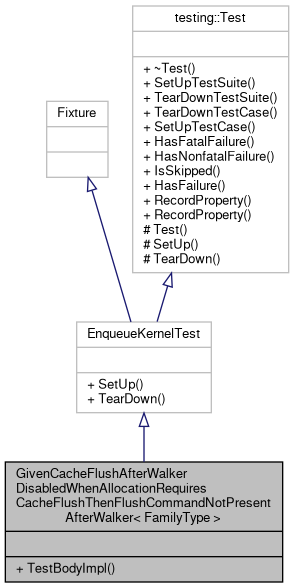 testing::Test
+ ~Test()
+ SetUpTestSuite()
+ TearDownTestSuite()
+ TearDownTestCase()
+ SetUpTestCase()
+ HasFatalFailure()
+ HasNonfatalFailure()
+ IsSkipped()
+ HasFailure()
+ RecordProperty()
+ RecordProperty()
# Test()
# SetUp()
# TearDown()
Fixture
EnqueueKernelTest
+ SetUp()
+ TearDown()
GivenCacheFlushAfterWalker
DisabledWhenAllocationRequires
CacheFlushThenFlushCommandNotPresent
AfterWalker< FamilyType >
+ TestBodyImpl()